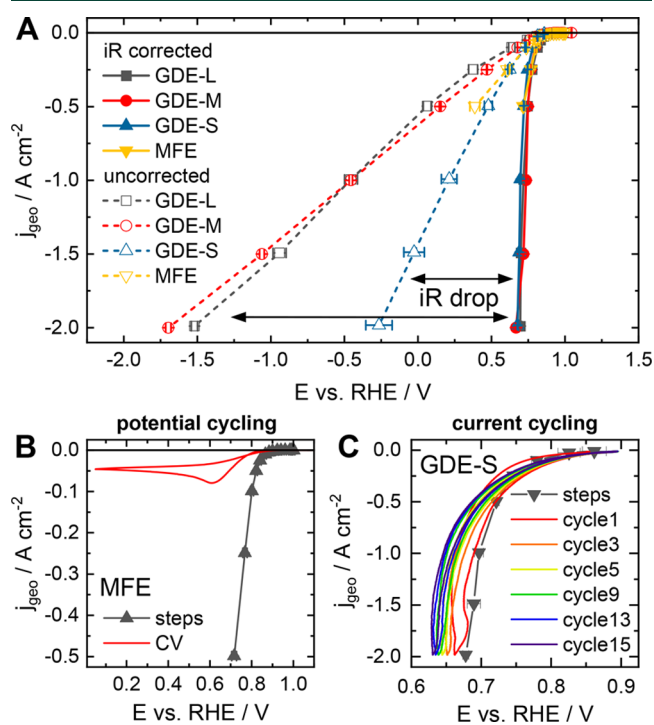 A
iR corrected
GDE-L
GDE-M
GDE-S
MFE
uncorrected
GDE-L
GDE-M
GDE-S
MFE
iR drop
j_geo / A cm⁻²
0.0
-0.5
-1.0
-1.5
-2.0
-2.0 -1.5 -1.0 -0.5 0.0 0.5 1.0 1.5
E vs. RHE / V
B potential cycling
j_geo / A cm⁻²
0.0
-0.1
-0.2
-0.3
-0.4
-0.5
MFE
steps
CV
0.2 0.4 0.6 0.8 1.0
E vs. RHE / V
C current cycling
j_geo / A cm⁻²
0.0
-0.5
-1.0
-1.5
-2.0
GDE-S
steps
cycle1
cycle3
cycle5
cycle9
cycle13
cycle15
0.6 0.7 0.8 0.9
E vs. RHE / V